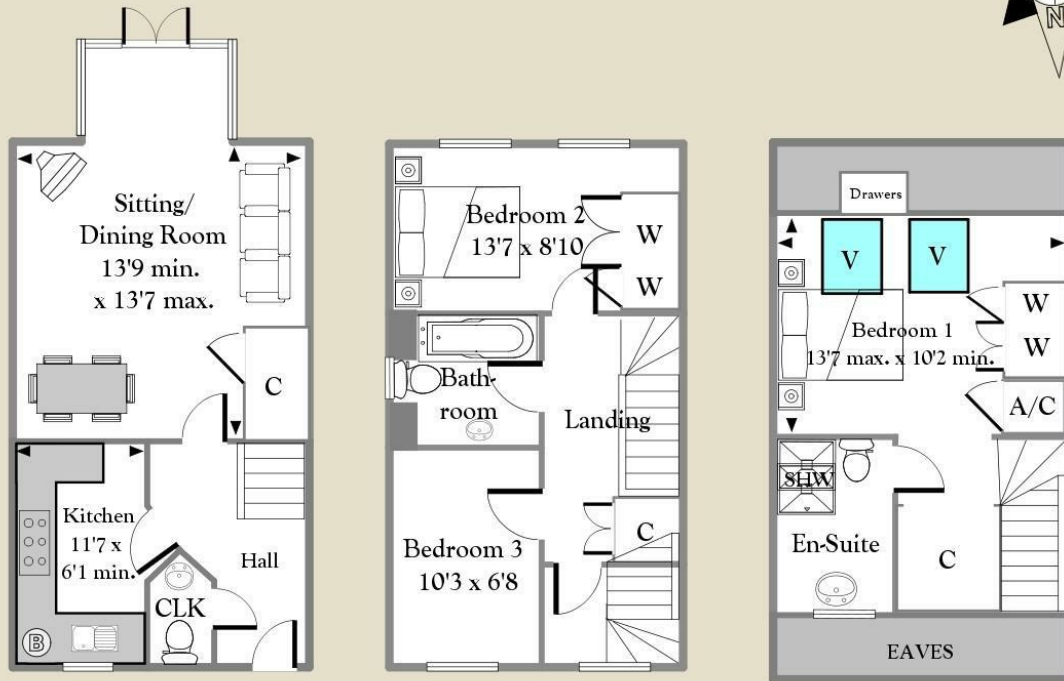 N
Sitting/
Dining Room
13'9 min.
x 13'7 max.
C
Kitchen
11'7 x
6'1 min.
Hall
CLK
B
Bedroom 2
13'7 x 8'10
W
W
Bath-
room
Landing
Bedroom 3
10'3 x 6'8
C
Drawers
V
V
W
W
Bedroom 1
13'7 max. x 10'2 min.
A/C
SHW
En-Suite
C
EAVES